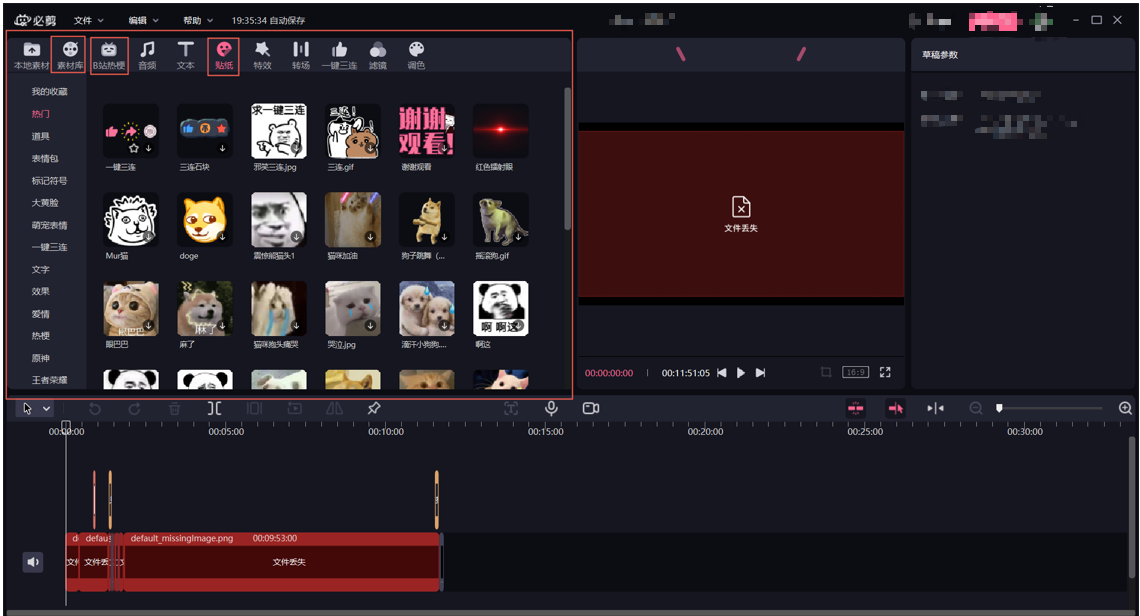 必剪 文件 编辑 帮助 19:35:34 自动保存
本地素材 素材库 B站热梗 音频 文本 贴纸 特效 转场 一键三连 滤镜 调色
我的收藏
热门
道具
表情包
标记符号
大黄脸
萌宠表情
一键三连
文字
效果
爱情
热梗
原神
王者荣耀
求一键三连
三连!
谢谢观看!
一键三连 三连石块 邪笑三连.jpg 三连.gif 谢谢观看 红色镭射眼
Mur猫 doge 震惊熊猫头1 猫咪加油 狗子跳舞（... 摇滚狗.gif
眼巴巴
麻了
啊 啊这
眼巴巴 麻了 猫咪抱头痛哭 哭泣.jpg 滴汗小狗狗.... 啊这
文件丢失
00:00:00:00 00:11:51:05 16:9
草稿参数
00:00:00 00:05:00 00:10:00 00:15:00 00:20:00 00:25:00 00:30:00
d defau default_missingImage.png 00:09:53:00
文件 文件丢 文件丢失